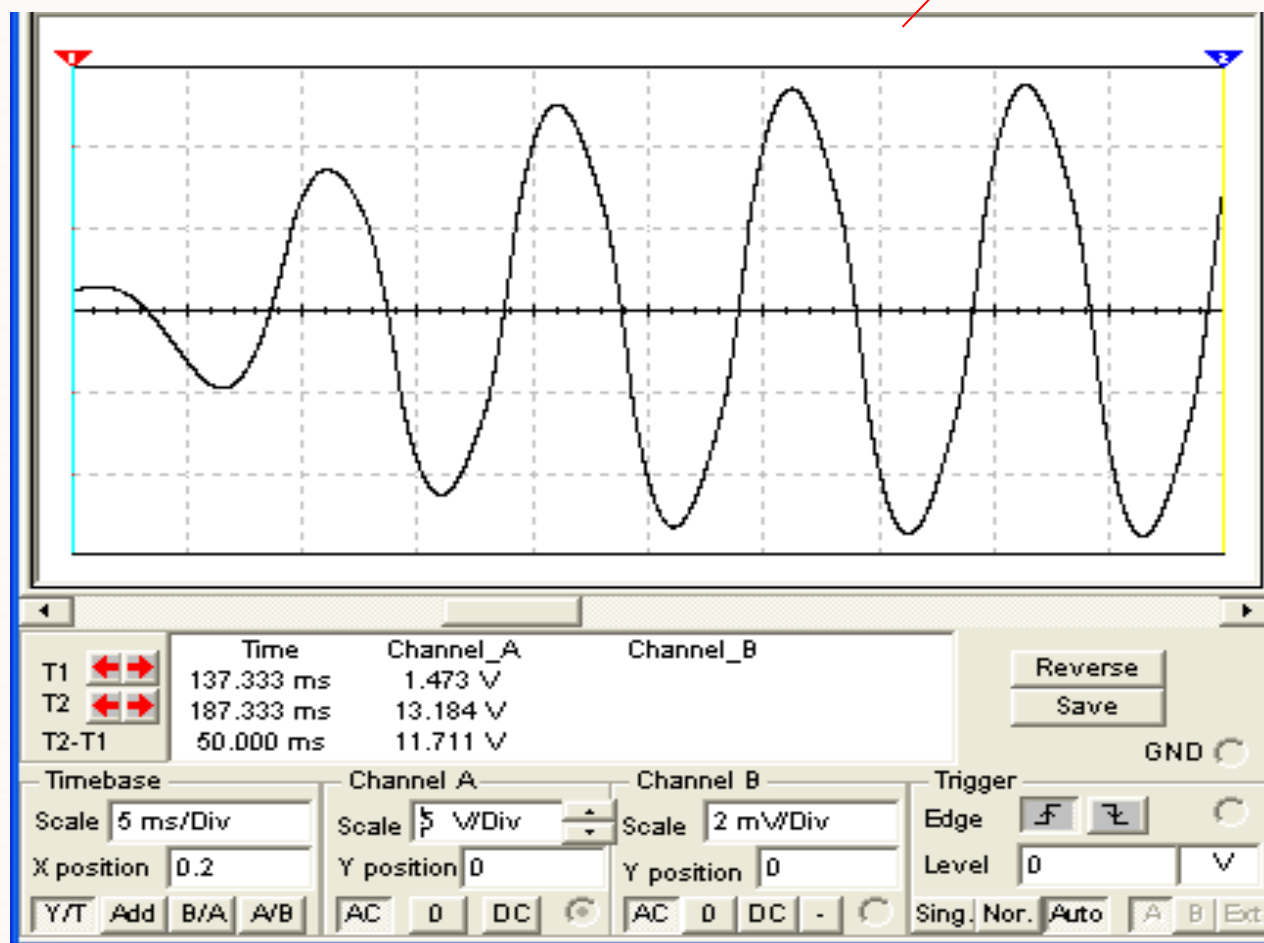 1 2
Time Channel_A Channel_B
T1 137.333 ms 1.473 V
T2 187.333 ms 13.184 V
T2-T1 50.000 ms 11.711 V
Reverse
Save
GND
Timebase
Scale 5 ms/Div
X position 0.2
Y/T Add B/A A/B
Channel A
Scale 5 V/Div
Y position 0
AC 0 DC
Channel B
Scale 2 mV/Div
Y position 0
AC 0 DC -
Trigger
Edge
Level 0 V
Sing. Nor. Auto A B Ext